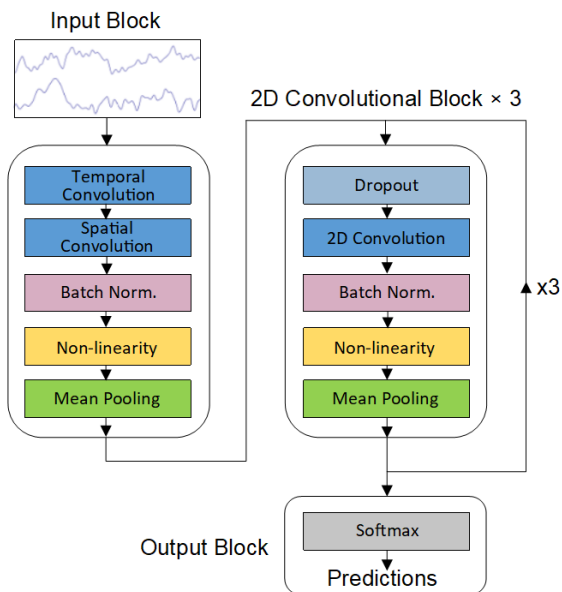 Input Block
Temporal
Convolution
Spatial
Convolution
Batch Norm.
Non-linearity
Mean Pooling
2D Convolutional Block × 3
Dropout
2D Convolution
Batch Norm.
Non-linearity
Mean Pooling
x3
Output Block
Softmax
Predictions